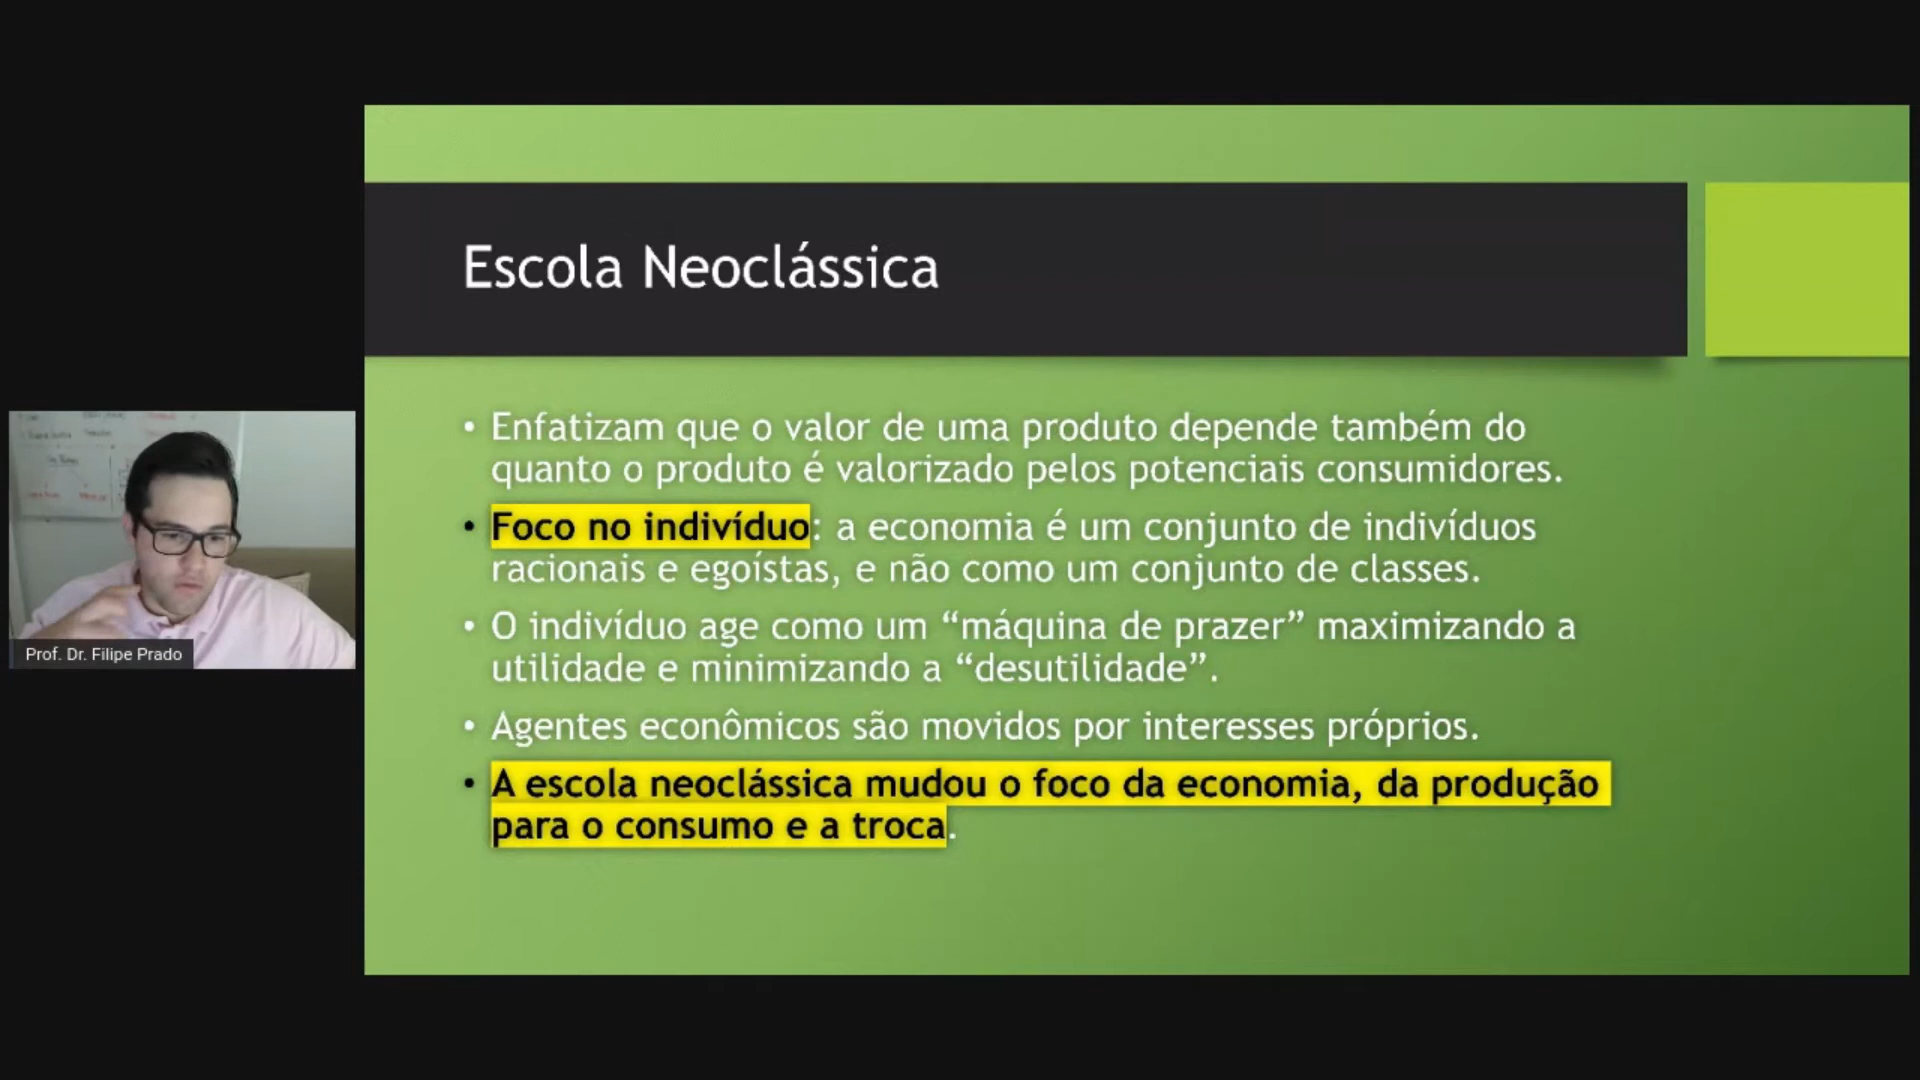 Escola Neoclássica
• Enfatizam que o valor de uma produto depende também do
quanto o produto é valorizado pelos potenciais consumidores.
• Foco no indivíduo: a economia é um conjunto de indivíduos
racionais e egoístas, e não como um conjunto de classes.
• O indivíduo age como um “máquina de prazer” maximizando a
utilidade e minimizando a “desutilidade”.
• Agentes econômicos são movidos por interesses próprios.
• A escola neoclássica mudou o foco da economia, da produção
para o consumo e a troca.
Prof. Dr. Filipe Prado